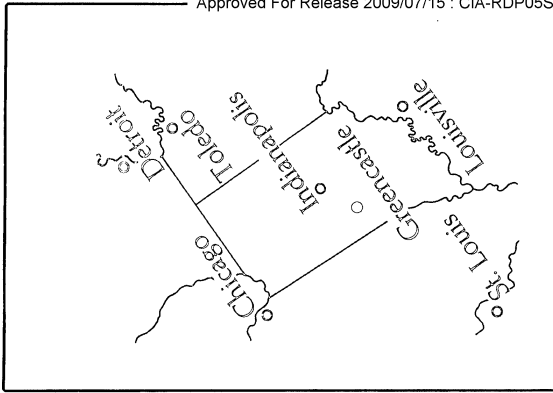 Approved For Release 2009/07/15 : CIA-RDP05S
Detroit
Toledo
Indianapolis
Louisville
Greencastle
Chicago
St. Louis